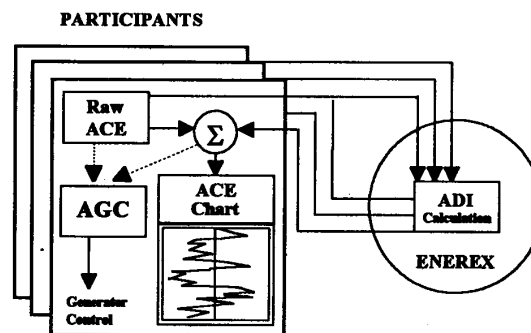 PARTICIPANTS
Raw
ACE
Σ
AGC
ACE
Chart
Generator
Control
ADI
Calculation
ENEREX